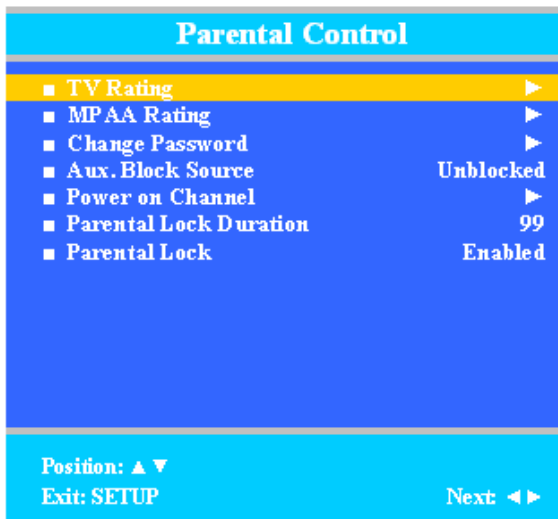 Parental Control
TV Rating ▶
MPAA Rating ▶
Change Password ▶
Aux. Block Source Unblocked
Power on Channel ▶
Parental Lock Duration 99
Parental Lock Enabled
Position: ▲ ▼
Exit: SETUP Next: ◀ ▶